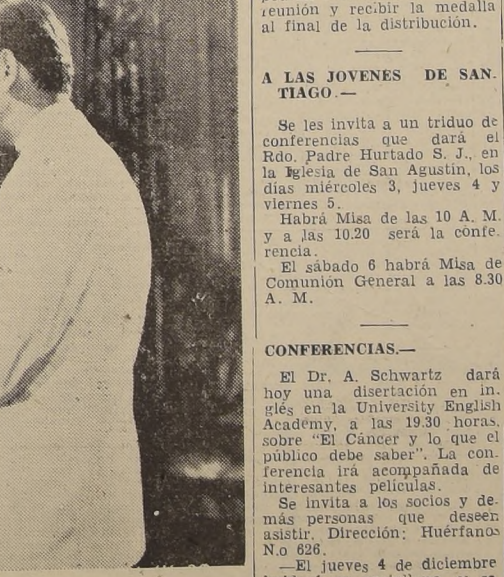 reunión y recibir la medalla
al final de la distribución.
A LAS JOVENES DE SAN-
TIAGO.—
Se les invita a un triduo de
conferencias que dará el
Rdo. Padre Hurtado S. J., en
la Iglesia de San Agustín, los
días miércoles 3, jueves 4 y
viernes 5.
Habrá Misa de las 10 A. M.
y a las 10.20 será la confe.
rencia.
El sábado 6 habrá Misa de
Comunión General a las 8.30
A. M.
CONFERENCIAS.—
El Dr. A. Schwartz dará
hoy una disertación en in.
glés en la University English
Academy, a las 19.30 horas,
sobre "El Cáncer y lo que el
público debe saber". La con.
ferencia irá acompañada de
interesantes películas.
Se invita a los socios y de.
más personas que deseen
asistir. Dirección: Huérfanos
N.o 626.
—El jueves 4 de diciembre